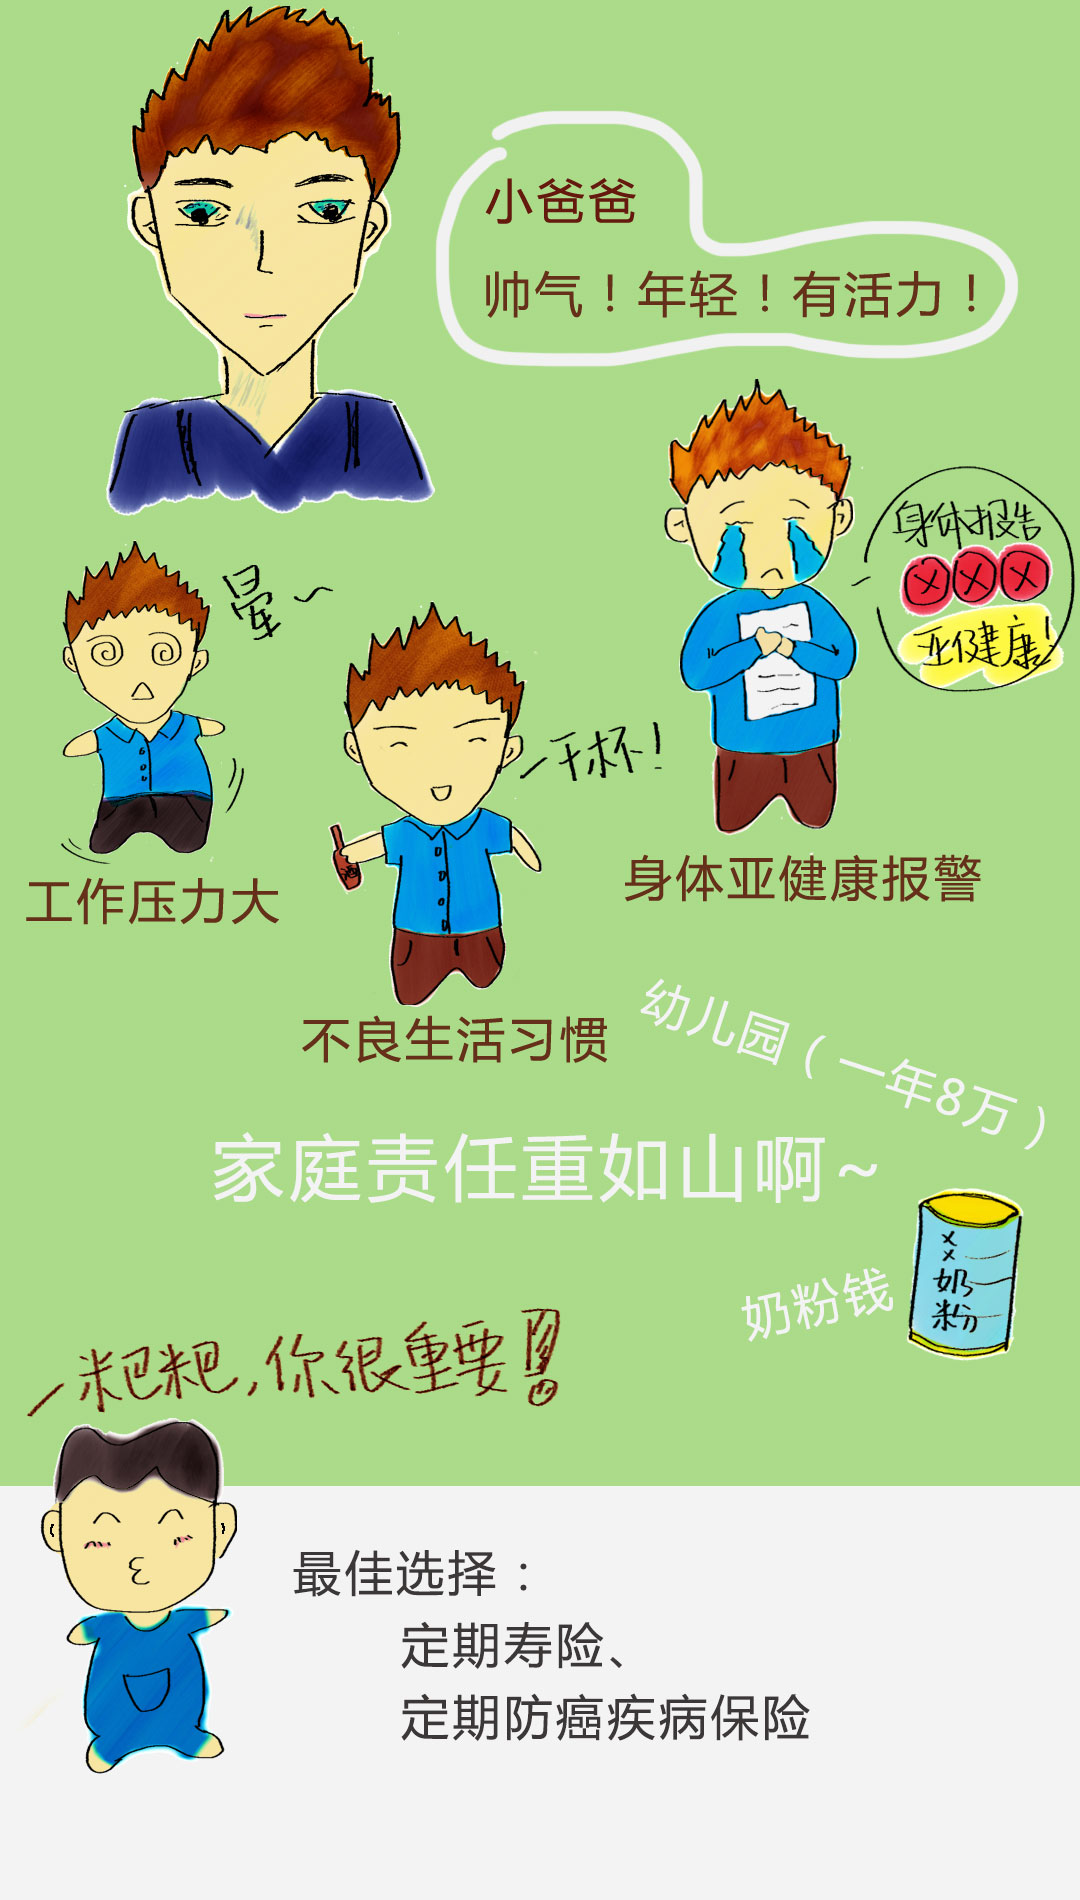 小爸爸
帅气！年轻！有活力！
身体报告
×××
亚健康！
晕~
干杯！
酒
工作压力大
身体亚健康报警
不良生活习惯
幼儿园（一年8万）
家庭责任重如山啊~
奶粉钱
××奶粉
粑粑，你很重要！
最佳选择：
定期寿险、
定期防癌疾病保险